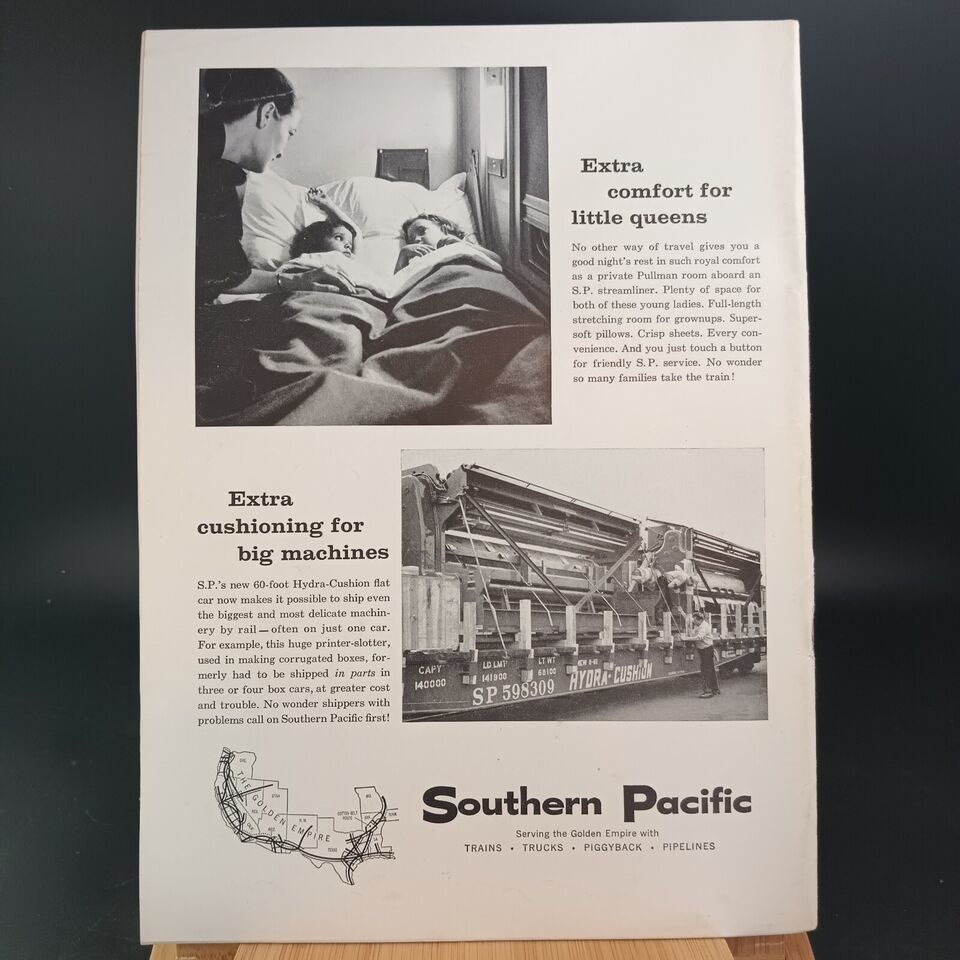 Extra
comfort for
little queens
No other way of travel gives you a
good night's rest in such royal comfort
as a private Pullman room aboard an
S.P. streamliner. Plenty of space for
both of these young ladies. Full-length
stretching room for grownups. Super-
soft pillows. Crisp sheets. Every con-
venience. And you just touch a button
for friendly S.P. service. No wonder
so many families take the train!
Extra
cushioning for
big machines
S.P.'s new 60-foot Hydra-Cushion flat
car now makes it possible to ship even
the biggest and most delicate machin-
ery by rail — often on just one car.
For example, this huge printer-slotter,
used in making corrugated boxes, for-
merly had to be shipped in parts in
three or four box cars, at greater cost
and trouble. No wonder shippers with
problems call on Southern Pacific first!
CAPY
140000
LD LMT
141900
LT WT
68100
SP 598309
HYDRA-CUSHION
ORE.
UTAH
THE GOLDEN EMPIRE
N.M.
TEXAS
COTTON BELT
ROUTE
MO.
Southern Pacific
Serving the Golden Empire with
TRAINS • TRUCKS • PIGGYBACK • PIPELINES